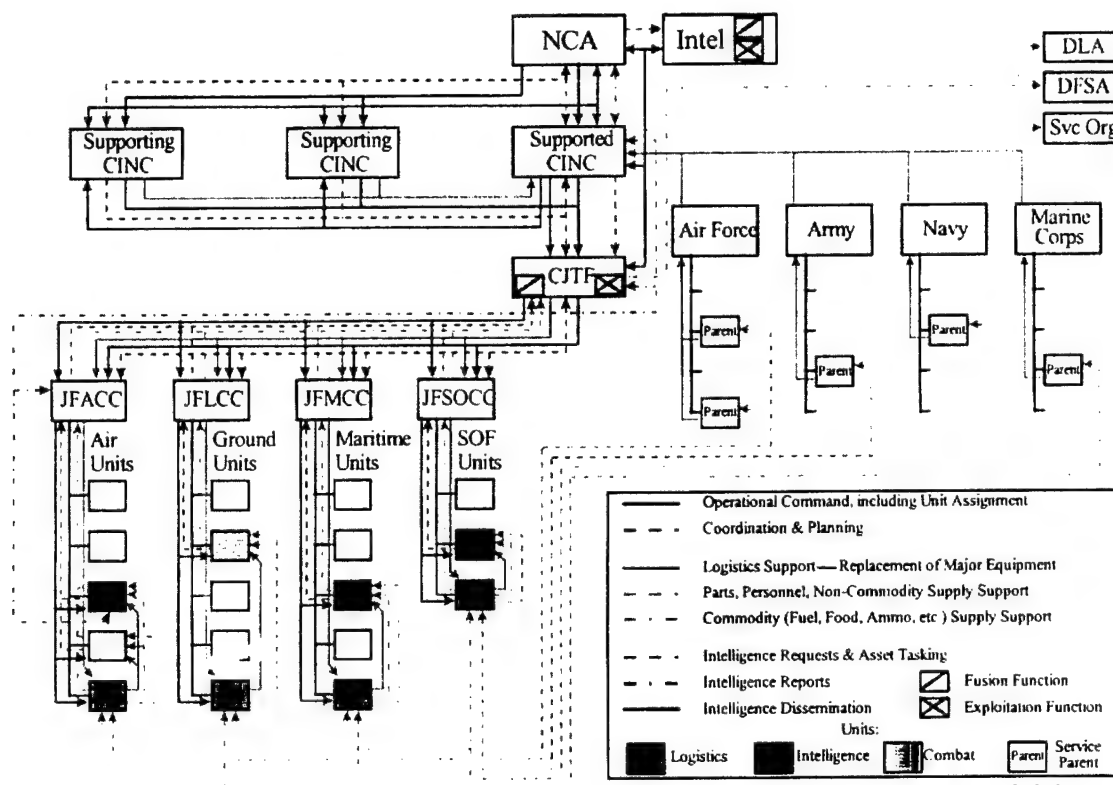 NCA
Intel
DLA
DFSA
Svc Org
Supporting
CINC
Supporting
CINC
Supported
CINC
Air Force
Army
Navy
Marine
Corps
CJTF
Parent
Parent
Parent
Parent
Parent
JFACC
JFLCC
JFMCC
JFSOCC
Air
Units
Ground
Units
Maritime
Units
SOF
Units
Operational Command, including Unit Assignment
Coordination & Planning
Logistics Support — Replacement of Major Equipment
Parts, Personnel, Non-Commodity Supply Support
Commodity (Fuel, Food, Ammo, etc ) Supply Support
Intelligence Requests & Asset Tasking
Intelligence Reports
Fusion Function
Intelligence Dissemination
Exploitation Function
Units:
Logistics
Intelligence
Combat
Parent
Service
Parent